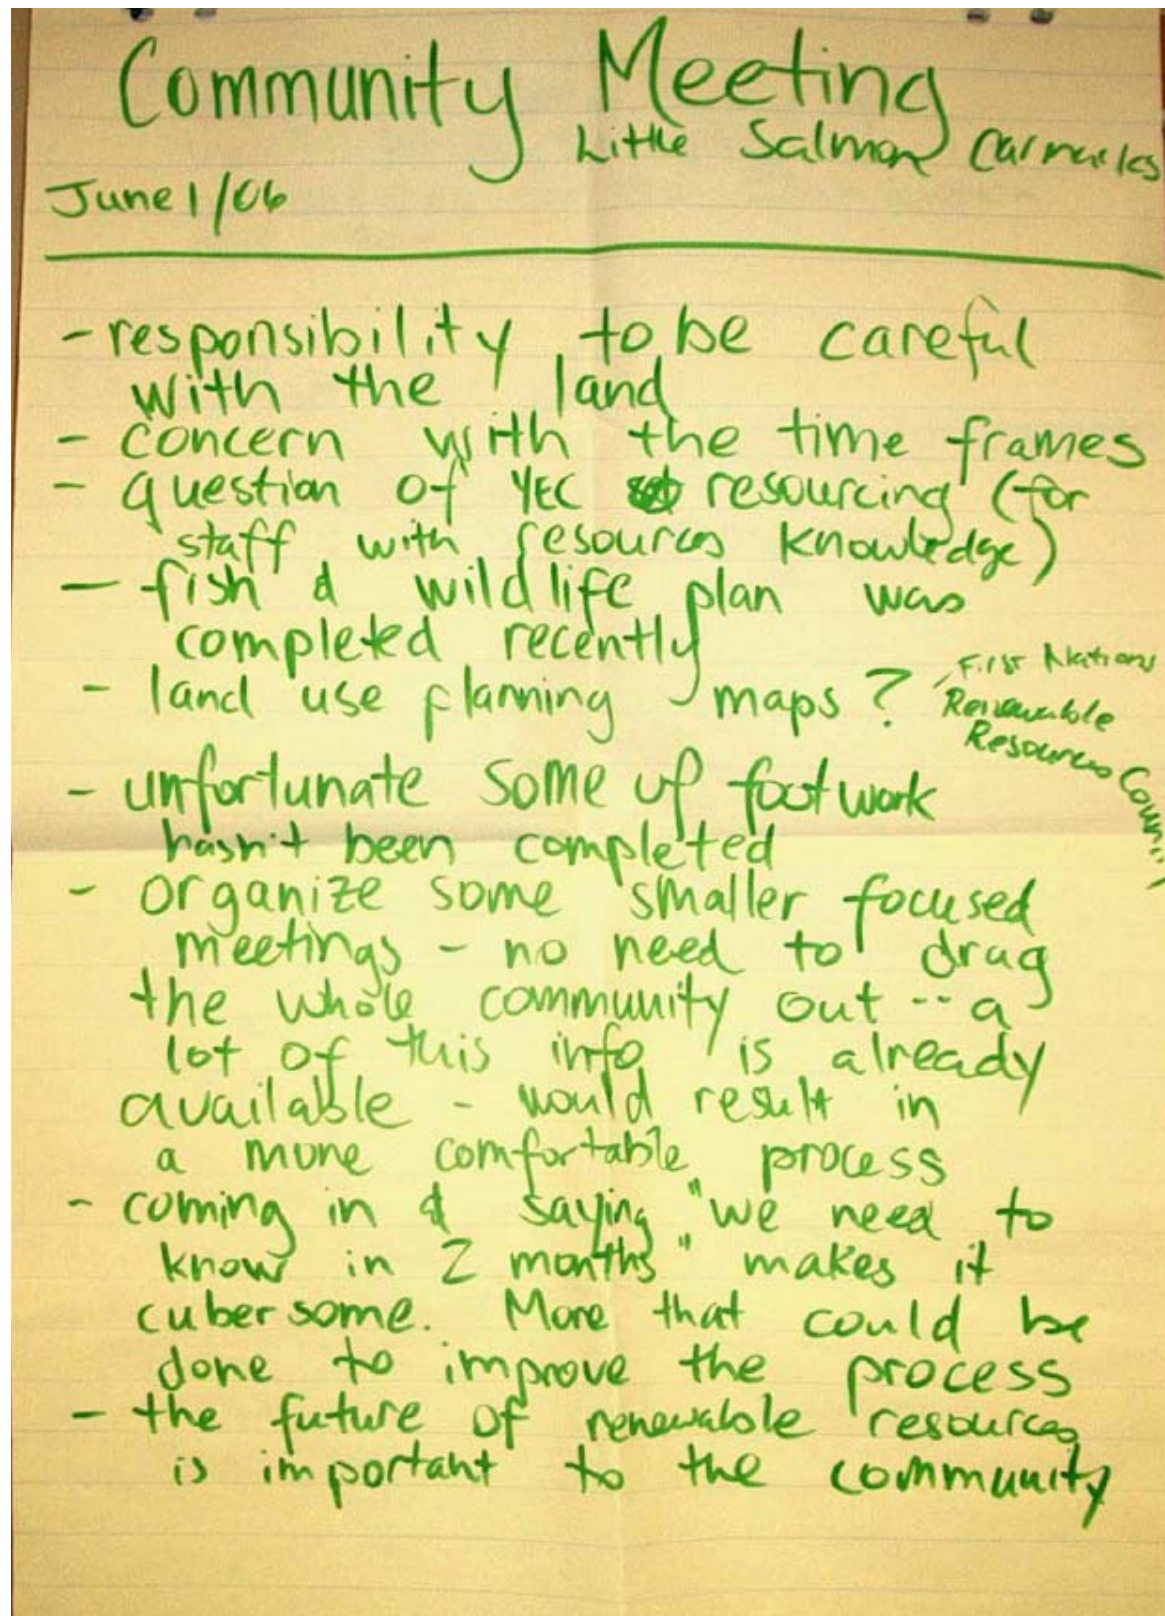 Community Meeting
Little Salmon Carmacks
June 1/06
- responsibility to be careful
with the land
- concern with the time frames
- question of YEC resourcing (for
staff with resources knowledge)
- fish & wildlife plan was
completed recently
- land use planning maps?
First Nations
Renewable
Resources Council
- unfortunate some of footwork
hasn't been completed
- organize some smaller focused
meetings - no need to drag
the whole community out -- a
lot of this info is already
available - would result in
a more comfortable process
- coming in & saying "we need to
know in 2 months" makes it
cubersome. More that could be
done to improve the process
- the future of renewable resources
is important to the community